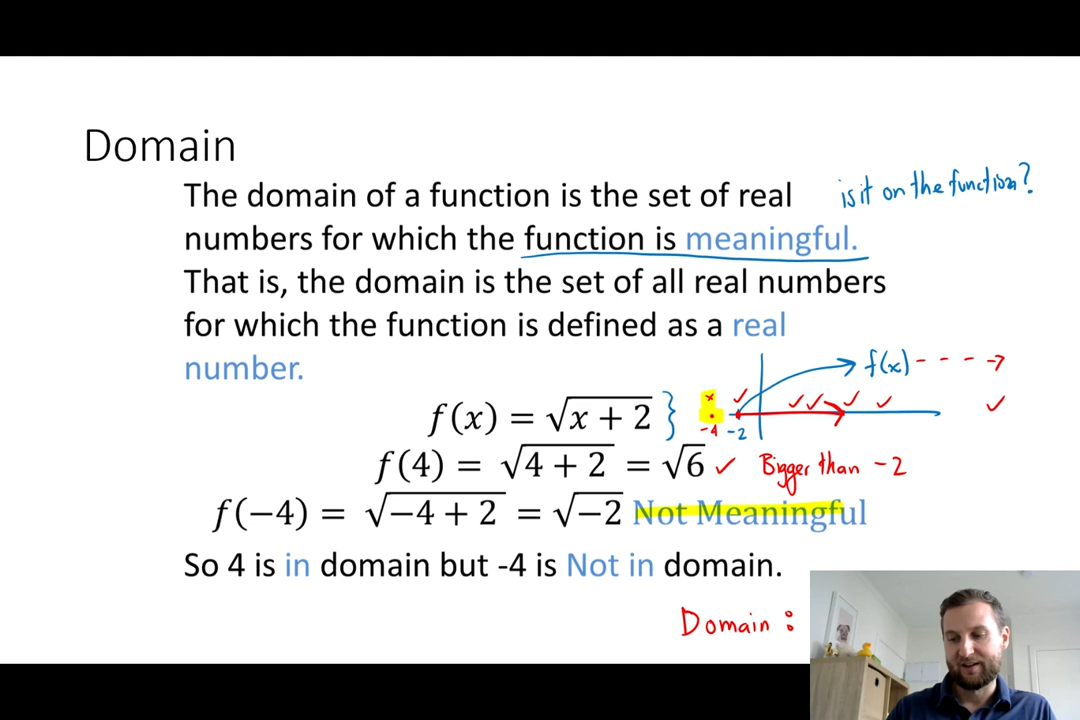 Domain
The domain of a function is the set of real
is it on the function?
numbers for which the function is meaningful.
That is, the domain is the set of all real numbers
for which the function is defined as a real
number.
f(x)
f(x) = √x + 2 }
-4 -2
f(4) = √4 + 2 = √6 ✓ Bigger than -2
f(−4) = √−4 + 2 = √−2 Not Meaningful
So 4 is in domain but -4 is Not in domain.
Domain :